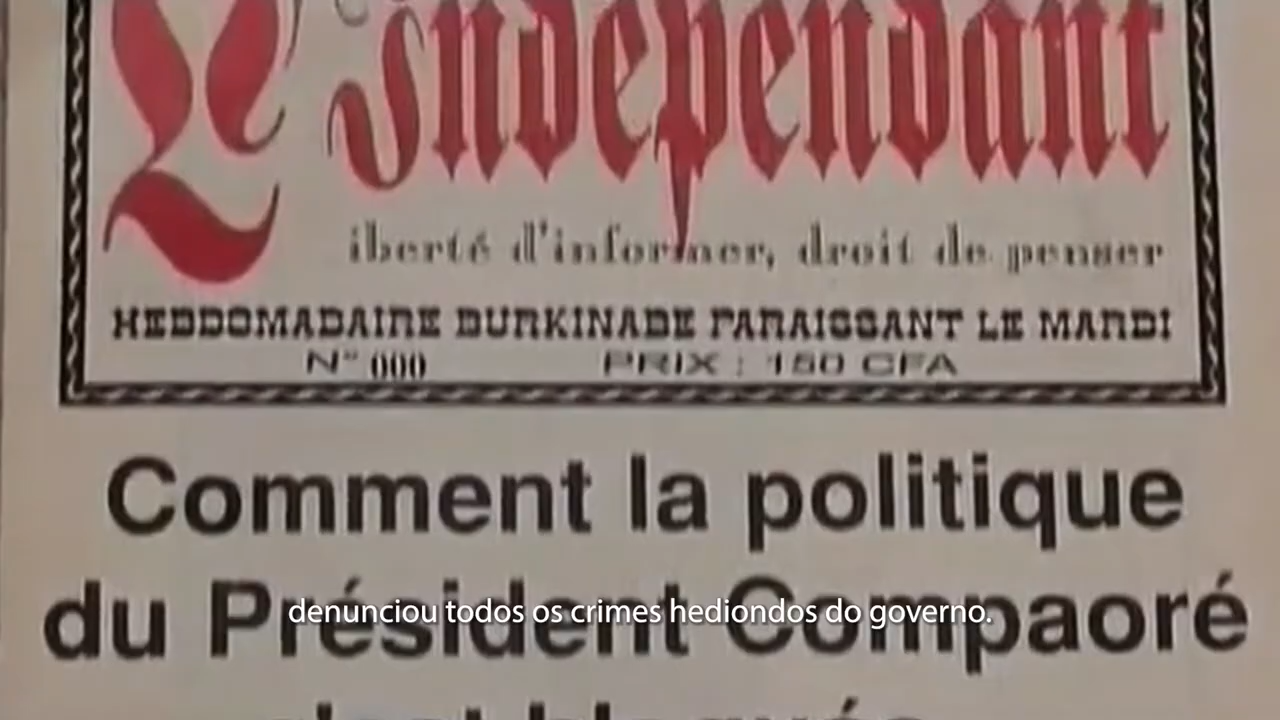 L'Indépendant
iberté d'informer, droit de penser
HEBDOMADAIRE BURKINABE PARAISSANT LE MARDI
N° 000 PRIX : 150 CFA
Comment la politique
du Président Compaoré
denunciou todos os crimes hediondos do governo.